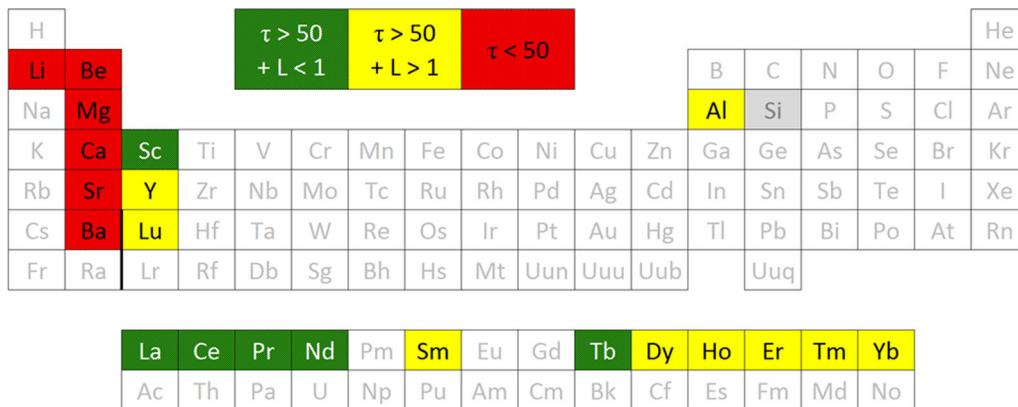 H He
τ > 50 + L < 1 τ > 50 + L > 1 τ < 50
Li Be B C N O F Ne
Na Mg Al Si P S Cl Ar
K Ca Sc Ti V Cr Mn Fe Co Ni Cu Zn Ga Ge As Se Br Kr
Rb Sr Y Zr Nb Mo Tc Ru Rh Pd Ag Cd In Sn Sb Te I Xe
Cs Ba Lu Hf Ta W Re Os Ir Pt Au Hg Tl Pb Bi Po At Rn
Fr Ra Lr Rf Db Sg Bh Hs Mt Uun Uuu Uub Uuq
La Ce Pr Nd Pm Sm Eu Gd Tb Dy Ho Er Tm Yb
Ac Th Pa U Np Pu Am Cm Bk Cf Es Fm Md No